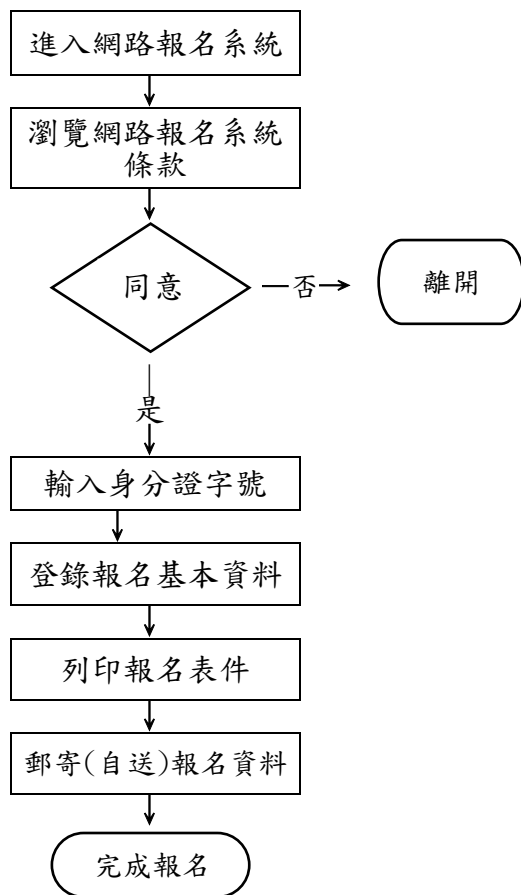 進入網路報名系統
瀏覽網路報名系統
條款
同意
否
離開
是
輸入身分證字號
登錄報名基本資料
列印報名表件
郵寄(自送)報名資料
完成報名